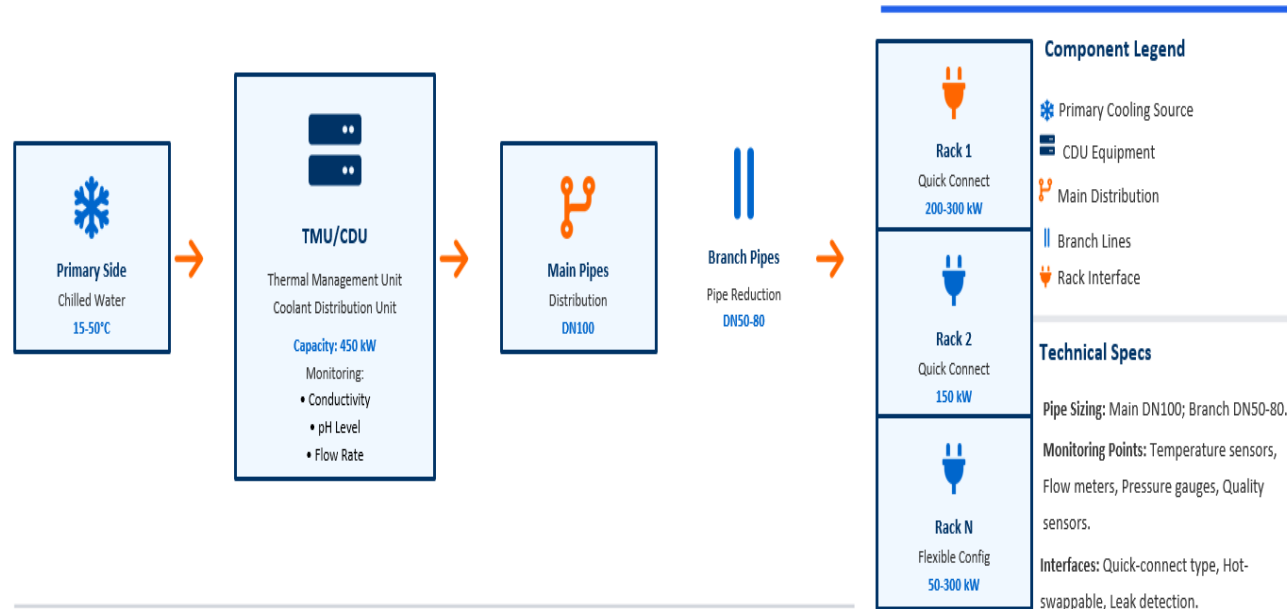 Primary Side
Chilled Water
15-50°C
TMU/CDU
Thermal Management Unit
Coolant Distribution Unit
Capacity: 450 kW
Monitoring:
• Conductivity
• pH Level
• Flow Rate
Main Pipes
Distribution
DN100
Branch Pipes
Pipe Reduction
DN50-80
Rack 1
Quick Connect
200-300 kW
Rack 2
Quick Connect
150 kW
Rack N
Flexible Config
50-300 kW
Component Legend
Primary Cooling Source
CDU Equipment
Main Distribution
Branch Lines
Rack Interface
Technical Specs
Pipe Sizing: Main DN100; Branch DN50-80.
Monitoring Points: Temperature sensors,
Flow meters, Pressure gauges, Quality
sensors.
Interfaces: Quick-connect type, Hot-
swappable, Leak detection.